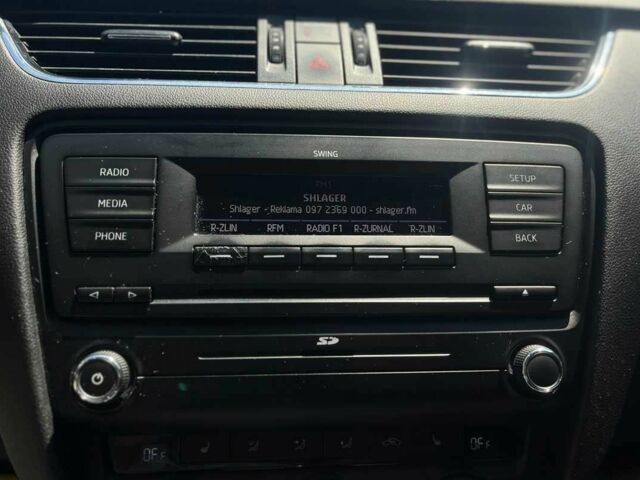 SWING
RADIO
MEDIA
PHONE
FM1
SHLAGER
Shlager - Reklama 097 2369 000 - shlager.fm
R-ZLIN RFM RADIO F1 R-ZURNAL R-ZLIN
SETUP
CAR
BACK
SD
OFF
OFF